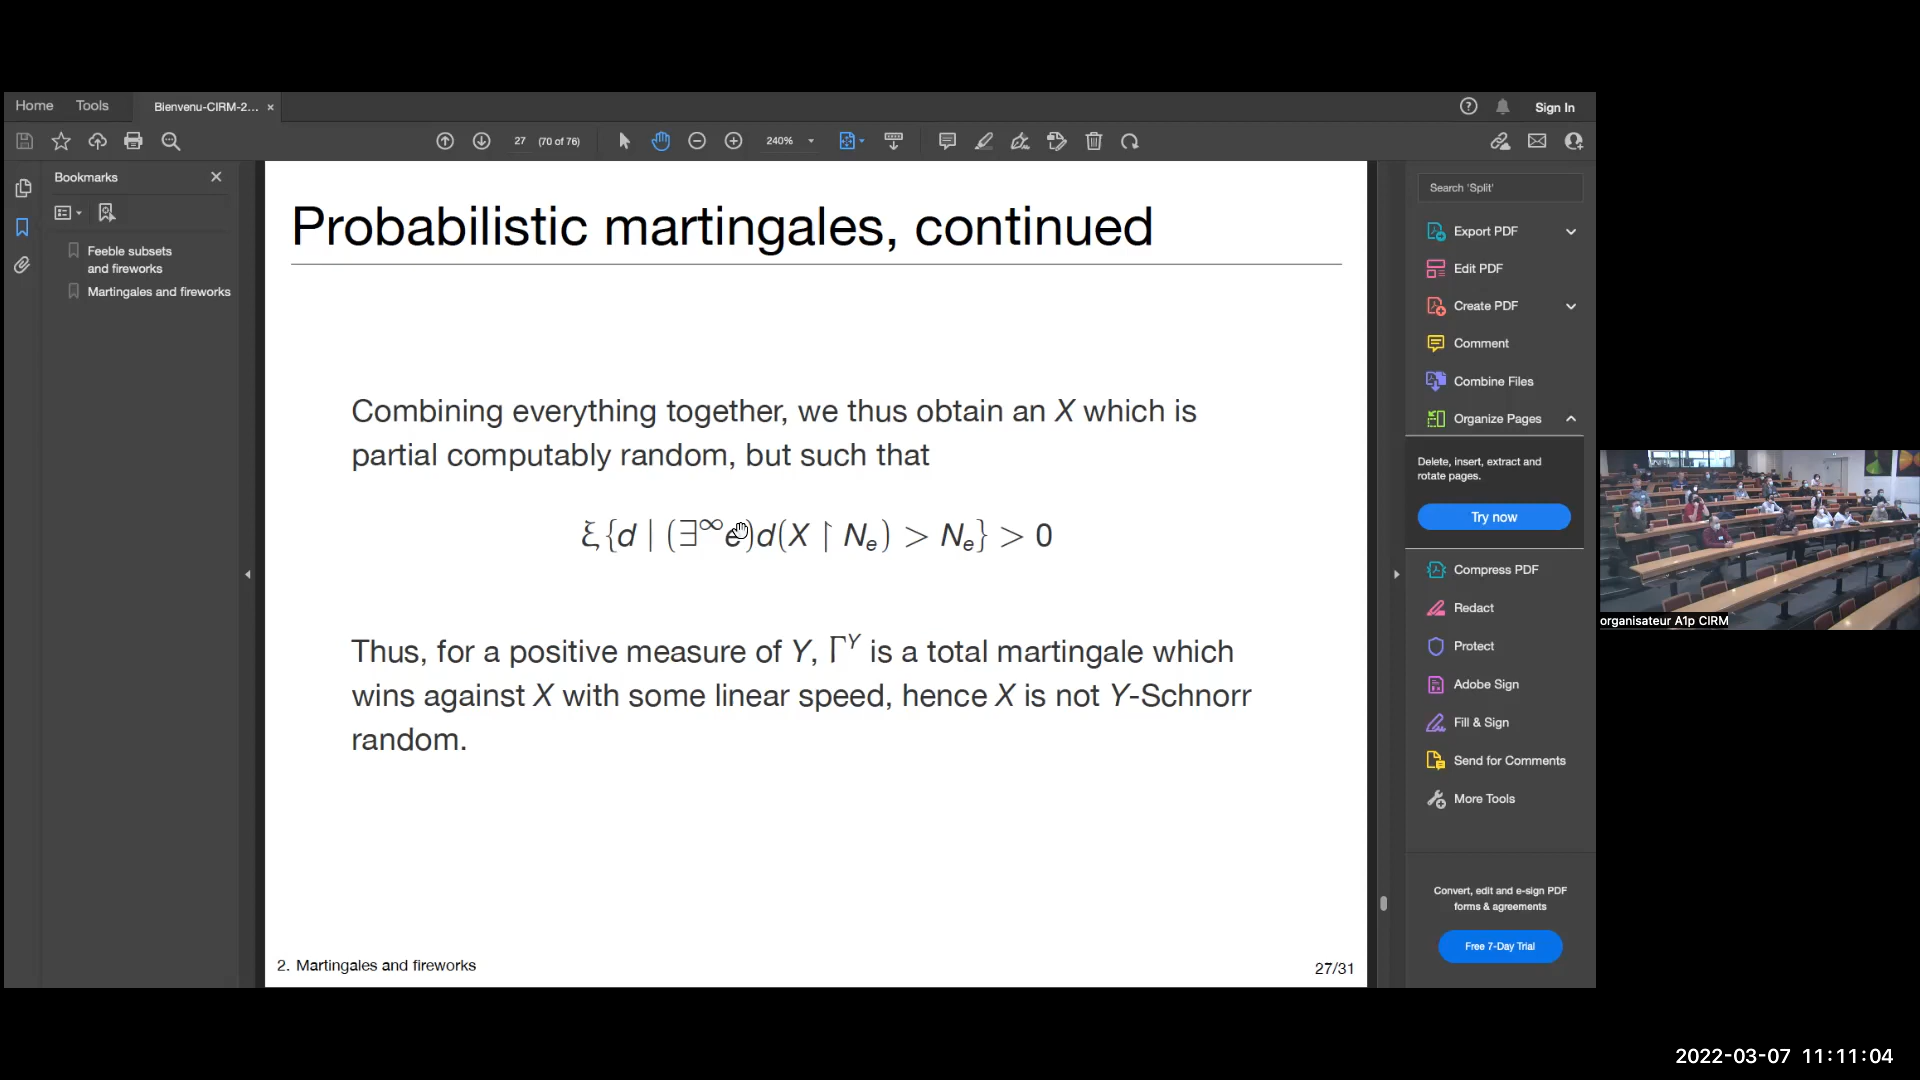 Home Tools Bienvenu-CIRM-2... × Sign In
27 (70 of 76) 240%
Bookmarks
Feeble subsets
and fireworks
Martingales and fireworks
Probabilistic martingales, continued
Combining everything together, we thus obtain an X which is
partial computably random, but such that
ξ{d | (∃^∞ e)d(X ↾ N_e) > N_e} > 0
Thus, for a positive measure of Y, Γ^Y is a total martingale which
wins against X with some linear speed, hence X is not Y-Schnorr
random.
2. Martingales and fireworks 27/31
Search 'Split'
Export PDF
Edit PDF
Create PDF
Comment
Combine Files
Organize Pages
Delete, insert, extract and
rotate pages.
Try now
Compress PDF
Redact
Protect
Adobe Sign
Fill & Sign
Send for Comments
More Tools
Convert, edit and e-sign PDF
forms & agreements
Free 7-Day Trial
organisateur A1p CIRM
2022-03-07 11:11:04